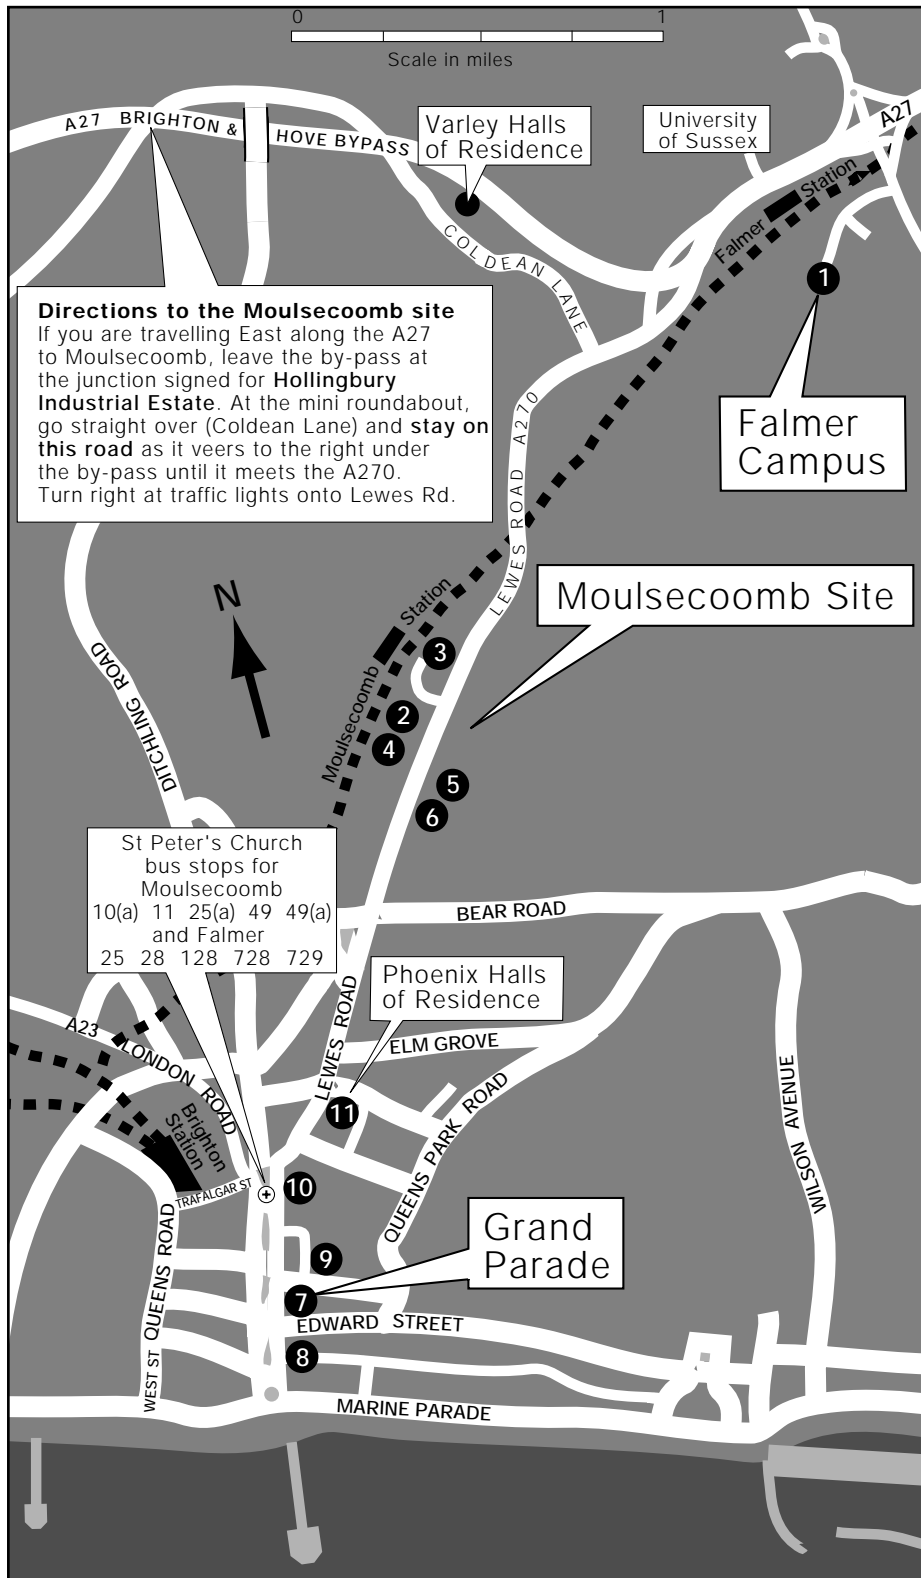 0 1
Scale in miles
A27 BRIGHTON & HOVE BYPASS
Varley Halls
of Residence
University
of Sussex
A27
Falmer Station
COLDEAN LANE
1
Directions to the Moulsecoomb site
If you are travelling East along the A27
to Moulsecoomb, leave the by-pass at
the junction signed for Hollingbury
Industrial Estate. At the mini roundabout,
go straight over (Coldean Lane) and stay on
this road as it veers to the right under
the by-pass until it meets the A270.
Turn right at traffic lights onto Lewes Rd.
Falmer
Campus
LEWES ROAD A270
N
Moulsecoomb Site
Moulsecoomb Station
3
2
4
5
6
DITCHLING ROAD
St Peter's Church
bus stops for
Moulsecoomb
10(a) 11 25(a) 49 49(a)
and Falmer
25 28 128 728 729
BEAR ROAD
Phoenix Halls
of Residence
LEWES ROAD
ELM GROVE
A23 LONDON ROAD
11
Brighton
Station
QUEENS PARK ROAD
WILSON AVENUE
TRAFALGAR ST
10
QUEENS ROAD
9
Grand
Parade
7
EDWARD STREET
8
WEST ST
MARINE PARADE